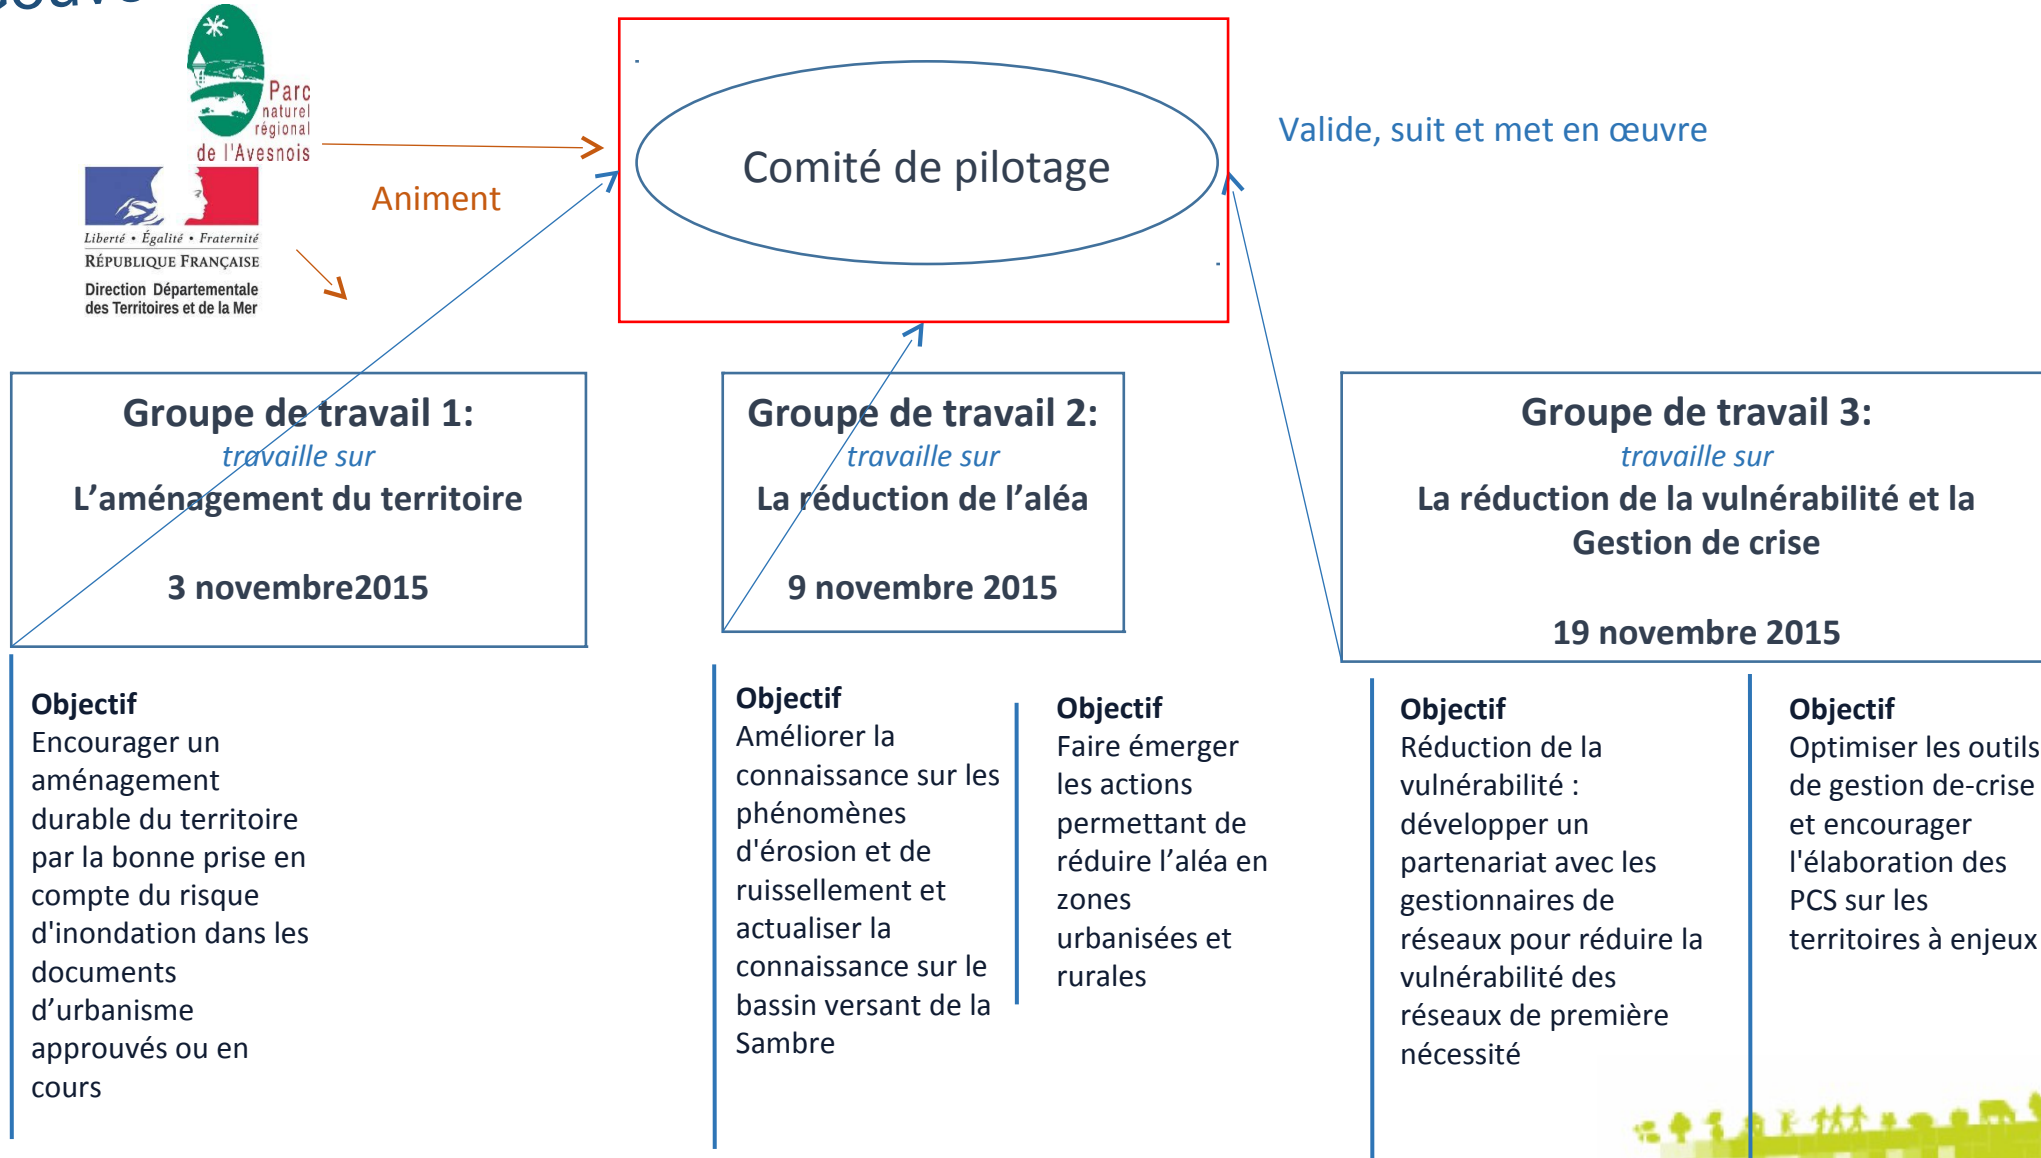 Parc
naturel
régional
de l'Avesnois
Liberté • Égalité • Fraternité
RÉPUBLIQUE FRANÇAISE
Direction Départementale
des Territoires et de la Mer
Animent
Comité de pilotage
Valide, suit et met en œuvre
Groupe de travail 1:
travaille sur
L’aménagement du territoire
3 novembre2015
Groupe de travail 2:
travaille sur
La réduction de l’aléa
9 novembre 2015
Groupe de travail 3:
travaille sur
La réduction de la vulnérabilité et la
Gestion de crise
19 novembre 2015
Objectif
Encourager un
aménagement
durable du territoire
par la bonne prise en
compte du risque
d'inondation dans les
documents
d’urbanisme
approuvés ou en
cours
Objectif
Améliorer la
connaissance sur les
phénomènes
d'érosion et de
ruissellement et
actualiser la
connaissance sur le
bassin versant de la
Sambre
Objectif
Faire émerger
les actions
permettant de
réduire l’aléa en
zones
urbanisées et
rurales
Objectif
Réduction de la
vulnérabilité :
développer un
partenariat avec les
gestionnaires de
réseaux pour réduire la
vulnérabilité des
réseaux de première
nécessité
Objectif
Optimiser les outils
de gestion de-crise
et encourager
l'élaboration des
PCS sur les
territoires à enjeux